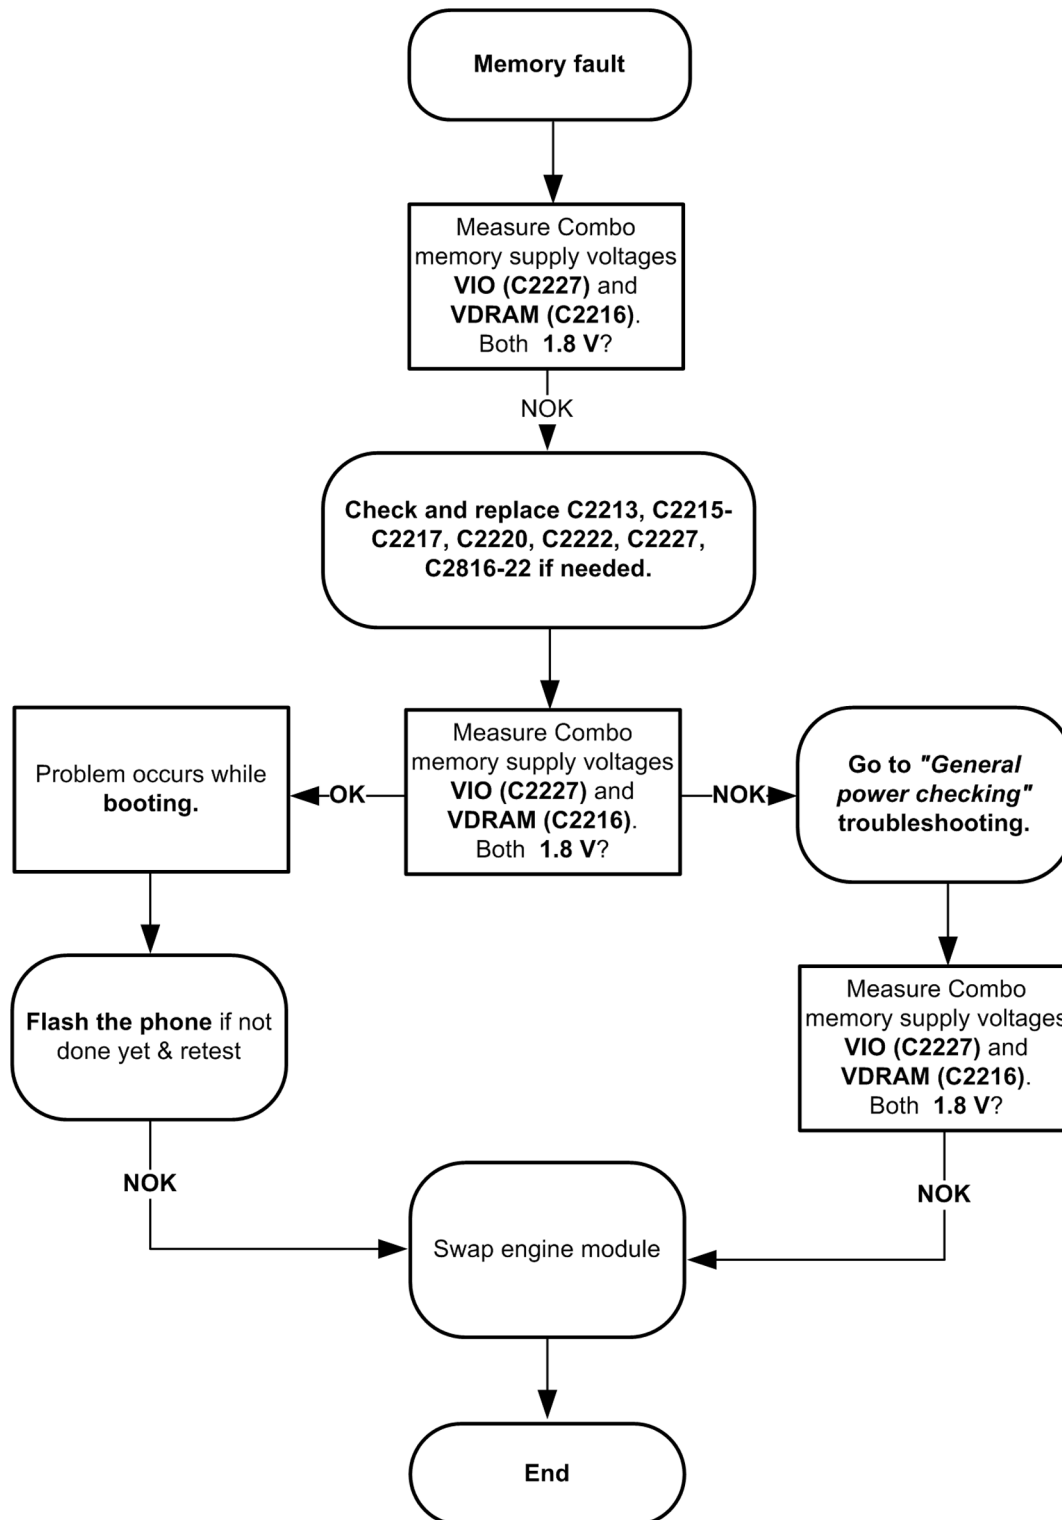 Memory fault
Measure Combo
memory supply voltages
VIO (C2227) and
VDRAM (C2216).
Both 1.8 V?
NOK
Check and replace C2213, C2215-
C2217, C2220, C2222, C2227,
C2816-22 if needed.
Problem occurs while
booting.
OK
Measure Combo
memory supply voltages
VIO (C2227) and
VDRAM (C2216).
Both 1.8 V?
NOK
Go to "General
power checking"
troubleshooting.
Flash the phone if not
done yet & retest
Measure Combo
memory supply voltages
VIO (C2227) and
VDRAM (C2216).
Both 1.8 V?
NOK
NOK
Swap engine module
End